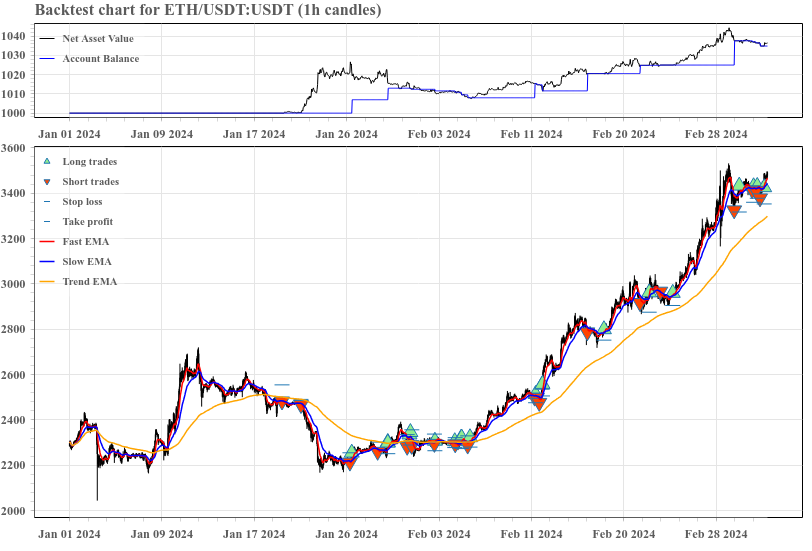 Backtest chart for ETH/USDT:USDT (1h candles)
1040
1030
1020
1010
1000
Net Asset Value
Account Balance
Jan 01 2024 Jan 09 2024 Jan 17 2024 Jan 26 2024 Feb 03 2024 Feb 11 2024 Feb 20 2024 Feb 28 2024
3600
3400
3200
3000
2800
2600
2400
2200
2000
Long trades
Short trades
Stop loss
Take profit
Fast EMA
Slow EMA
Trend EMA
Jan 01 2024 Jan 09 2024 Jan 17 2024 Jan 26 2024 Feb 03 2024 Feb 11 2024 Feb 20 2024 Feb 28 2024